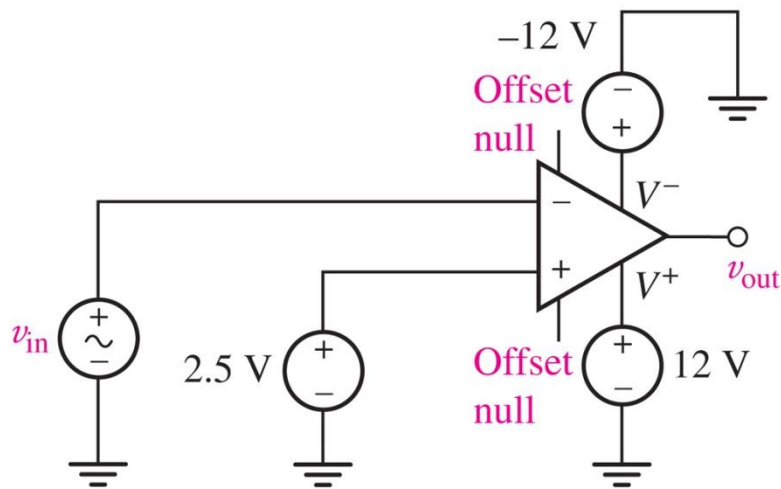 –12 V
Offset
null
−
+
−
V⁻
+
v_out
V⁺
v_in
+
−
2.5 V
+
−
Offset
null
+
−
12 V